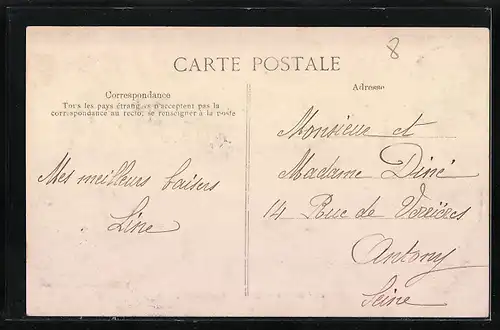 8
CARTE POSTALE
Correspondance
Tous les pays étrangers n'acceptent pas la
correspondance au recto, se renseigner à la poste
Mes meilleurs baisers
Line
Adresse
Monsieur et
Madame Diné
14 Rue de
Antony
Seine